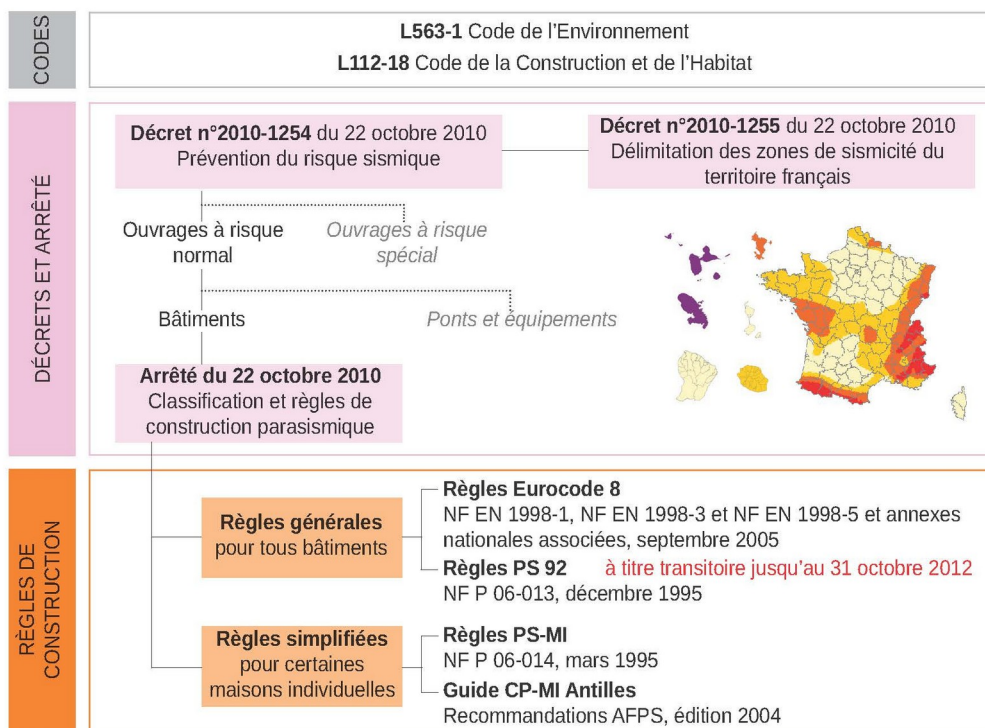 CODES
L563-1 Code de l'Environnement
L112-18 Code de la Construction et de l'Habitat
DÉCRETS ET ARRÊTÉ
Décret n°2010-1254 du 22 octobre 2010
Prévention du risque sismique
Décret n°2010-1255 du 22 octobre 2010
Délimitation des zones de sismicité du
territoire français
Ouvrages à risque
normal
Ouvrages à risque
spécial
Bâtiments
Ponts et équipements
Arrêté du 22 octobre 2010
Classification et règles de
construction parasismique
RÈGLES DE
CONSTRUCTION
Règles générales
pour tous bâtiments
Règles Eurocode 8
NF EN 1998-1, NF EN 1998-3 et NF EN 1998-5 et annexes
nationales associées, septembre 2005
Règles PS 92 à titre transitoire jusqu'au 31 octobre 2012
NF P 06-013, décembre 1995
Règles simplifiées
pour certaines
maisons individuelles
Règles PS-MI
NF P 06-014, mars 1995
Guide CP-MI Antilles
Recommandations AFPS, édition 2004